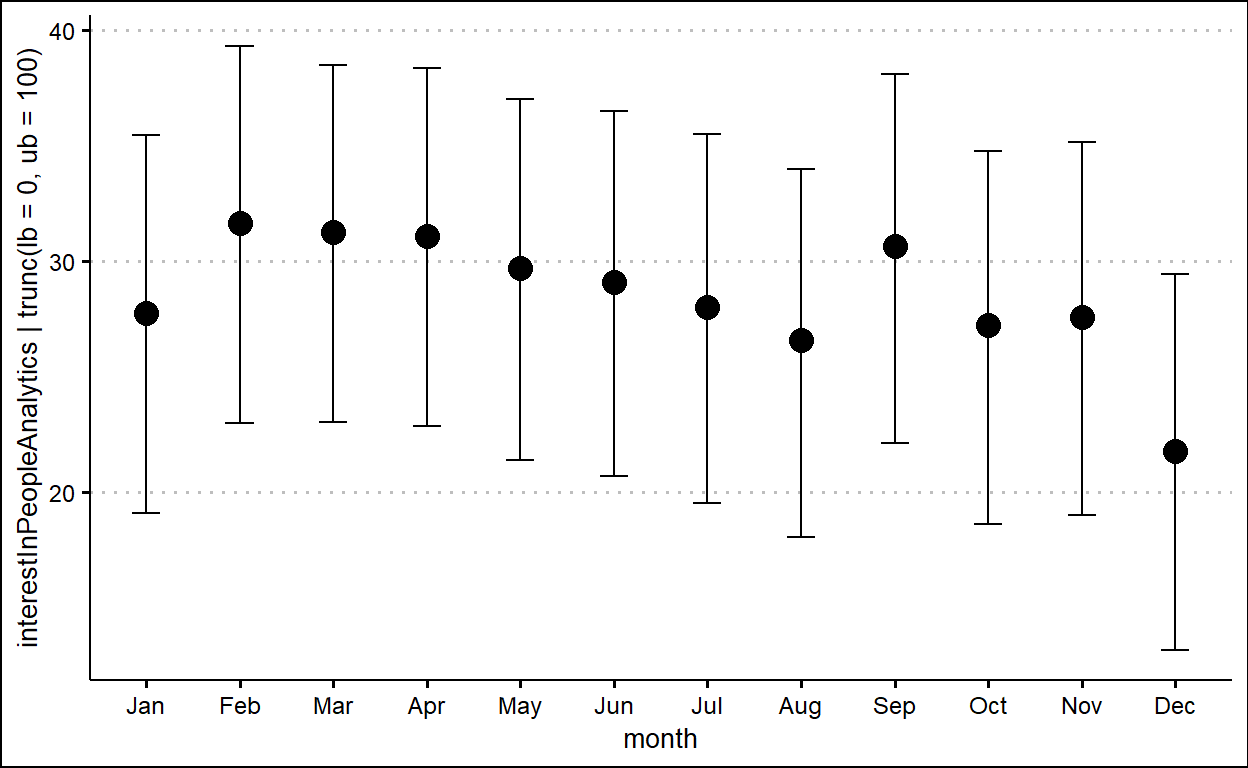 interestInPeopleAnalytics | trunc(lb = 0, ub = 100)
40
30
20
Jan Feb Mar Apr May Jun Jul Aug Sep Oct Nov Dec
month